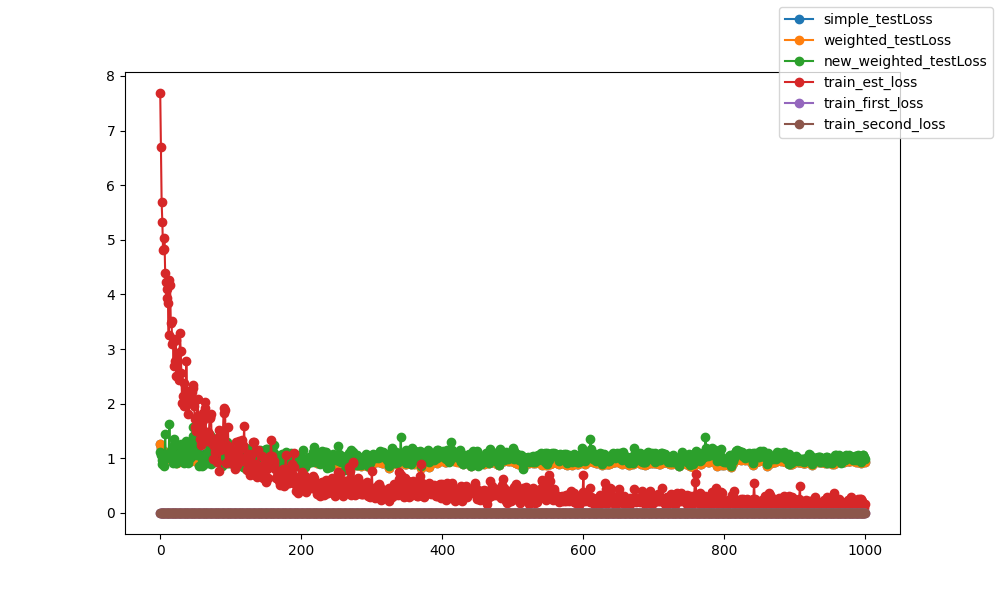 simple_testLoss
weighted_testLoss
new_weighted_testLoss
train_est_loss
train_first_loss
train_second_loss
8
7
6
5
4
3
2
1
0
0 200 400 600 800 1000